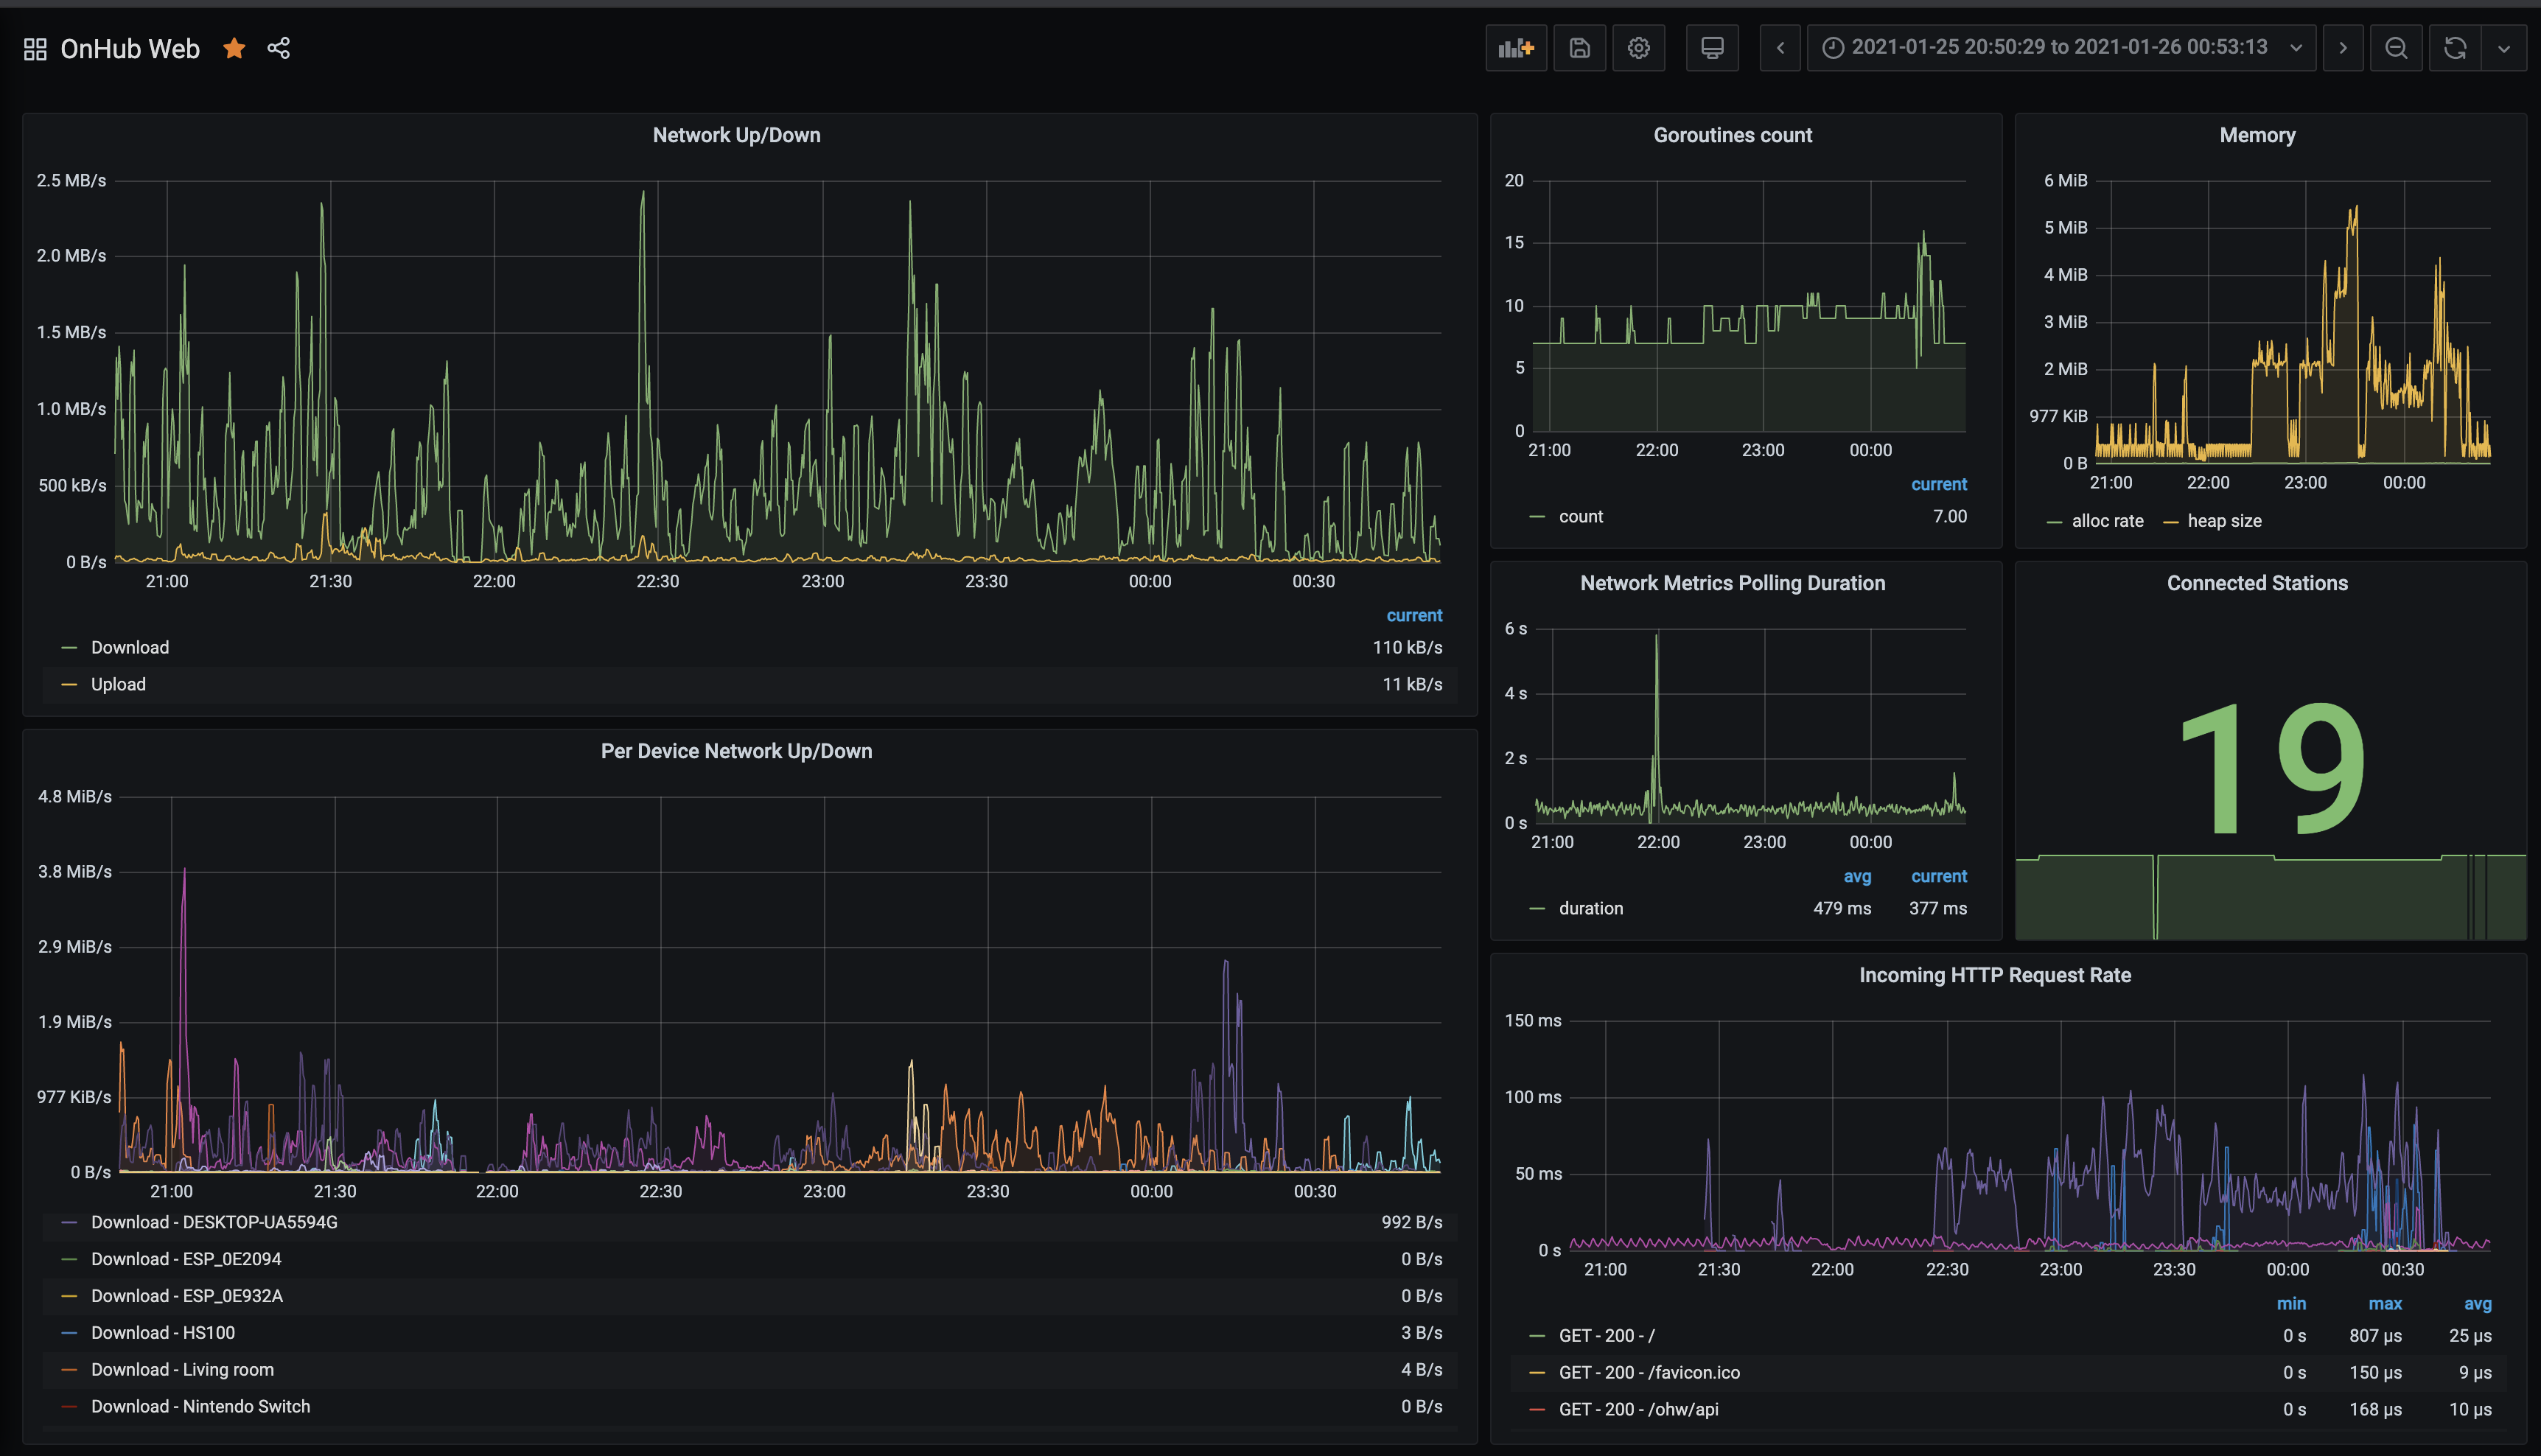 OnHub Web
2021-01-25 20:50:29 to 2021-01-26 00:53:13
Network Up/Down
2.5 MB/s
2.0 MB/s
1.5 MB/s
1.0 MB/s
500 kB/s
0 B/s
21:00 21:30 22:00 22:30 23:00 23:30 00:00 00:30
current
Download 110 kB/s
Upload 11 kB/s
Goroutines count
20
15
10
5
0
21:00 22:00 23:00 00:00
current
count 7.00
Memory
6 MiB
5 MiB
4 MiB
3 MiB
2 MiB
977 KiB
0 B
21:00 22:00 23:00 00:00
alloc rate heap size
Network Metrics Polling Duration
6 s
4 s
2 s
0 s
21:00 22:00 23:00 00:00
avg current
duration 479 ms 377 ms
Connected Stations
19
Per Device Network Up/Down
4.8 MiB/s
3.8 MiB/s
2.9 MiB/s
1.9 MiB/s
977 KiB/s
0 B/s
21:00 21:30 22:00 22:30 23:00 23:30 00:00 00:30
Download - DESKTOP-UA5594G 992 B/s
Download - ESP_0E2094 0 B/s
Download - ESP_0E932A 0 B/s
Download - HS100 3 B/s
Download - Living room 4 B/s
Download - Nintendo Switch 0 B/s
Incoming HTTP Request Rate
150 ms
100 ms
50 ms
0 s
21:00 21:30 22:00 22:30 23:00 23:30 00:00 00:30
min max avg
GET - 200 - / 0 s 807 µs 25 µs
GET - 200 - /favicon.ico 0 s 150 µs 9 µs
GET - 200 - /ohw/api 0 s 168 µs 10 µs